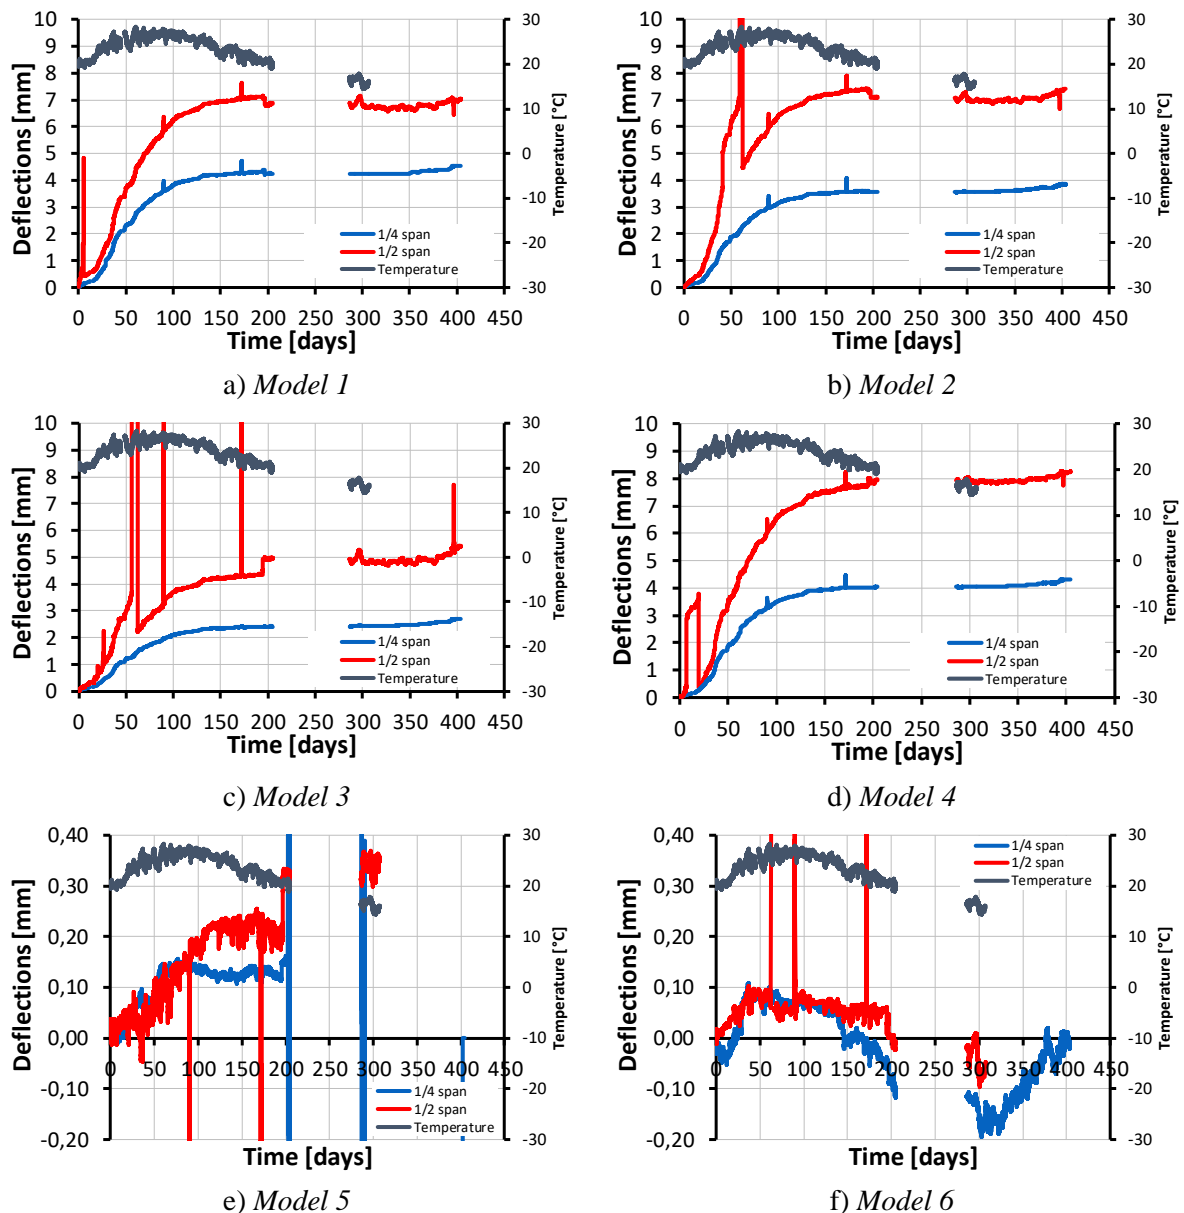 10
9
8
7
6
5
4
3
2
1
0
Deflections [mm]
30
20
10
0
-10
-20
-30
Temperature [°C]
1/4 span
1/2 span
Temperature
0 50 100 150 200 250 300 350 400 450
Time [days]
a) Model 1
10
9
8
7
6
5
4
3
2
1
0
Deflections [mm]
30
20
10
0
-10
-20
-30
Temperature [°C]
1/4 span
1/2 span
Temperature
0 50 100 150 200 250 300 350 400 450
Time [days]
b) Model 2
10
9
8
7
6
5
4
3
2
1
0
Deflections [mm]
30
20
10
0
-10
-20
-30
Temperature [°C]
1/4 span
1/2 span
Temperature
0 50 100 150 200 250 300 350 400 450
Time [days]
c) Model 3
10
9
8
7
6
5
4
3
2
1
0
Deflections [mm]
30
20
10
0
-10
-20
-30
Temperature [°C]
1/4 span
1/2 span
Temperature
0 50 100 150 200 250 300 350 400 450
Time [days]
d) Model 4
0,40
0,30
0,20
0,10
0,00
-0,10
-0,20
Deflections [mm]
30
20
10
0
-10
-20
-30
Temperature [°C]
0 50 100 150 200 250 300 350 400 450
1/4 span
1/2 span
Temperature
Time [days]
e) Model 5
0,40
0,30
0,20
0,10
0,00
-0,10
-0,20
Deflections [mm]
30
20
10
0
-10
-20
-30
Temperature [°C]
1/4 span
1/2 span
Temperature
0 50 100 150 200 250 300 350 400 450
Time [days]
f) Model 6